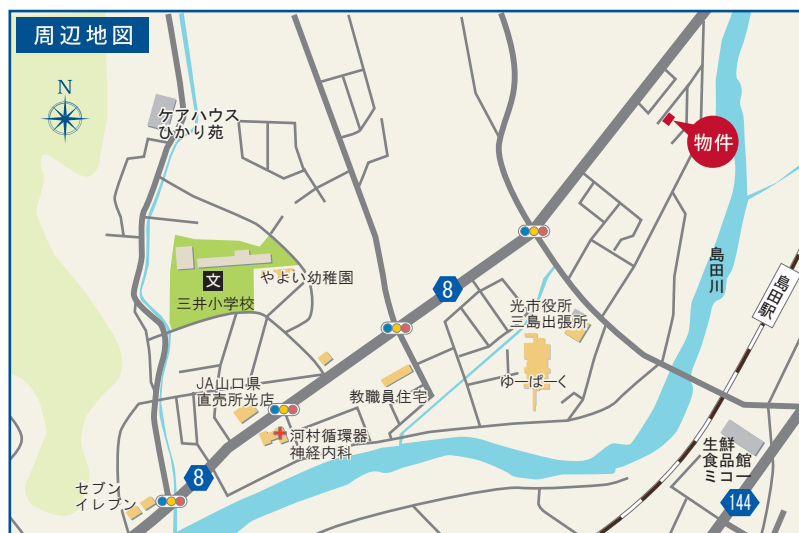 周辺地図
N
ケアハウス
ひかり苑
物件
文
三井小学校
やよい幼稚園
8
島田川
島田駅
光市役所
三島出張所
ゆーぱーく
教職員住宅
JA山口県
直売所光店
河村循環器
神経内科
生鮮
食品館
ミコー
8
セブン
イレブン
144